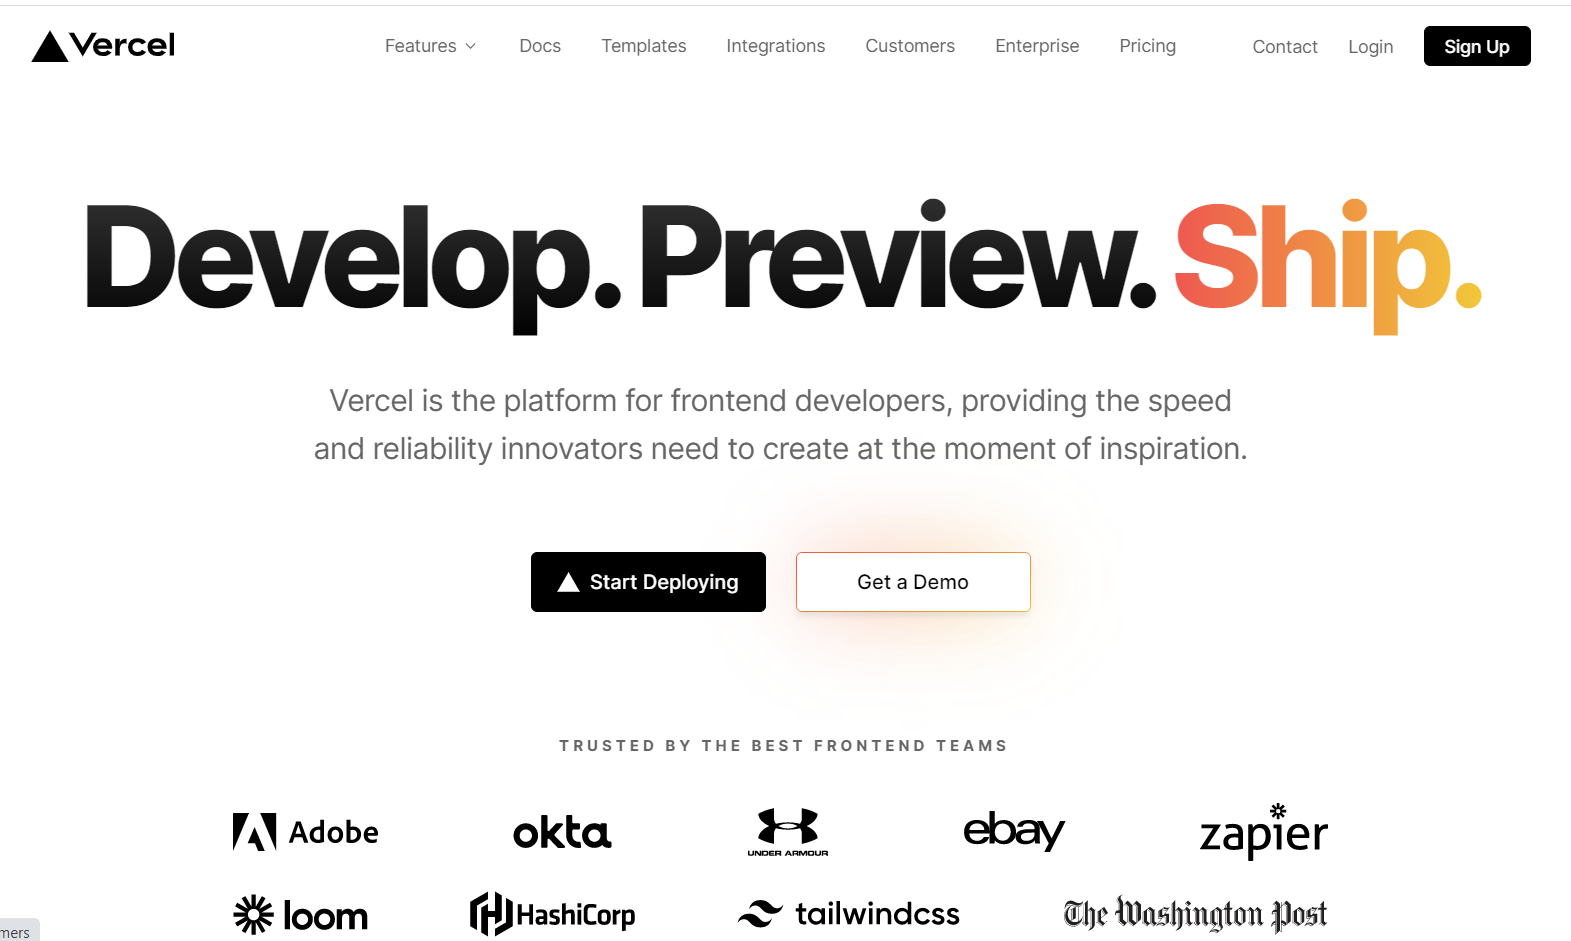 Vercel
Features Docs Templates Integrations Customers Enterprise Pricing Contact Login Sign Up
Develop. Preview. Ship.
Vercel is the platform for frontend developers, providing the speed
and reliability innovators need to create at the moment of inspiration.
Start Deploying Get a Demo
TRUSTED BY THE BEST FRONTEND TEAMS
Adobe okta UNDER ARMOUR ebay zapier
loom HashiCorp tailwindcss The Washington Post
mers